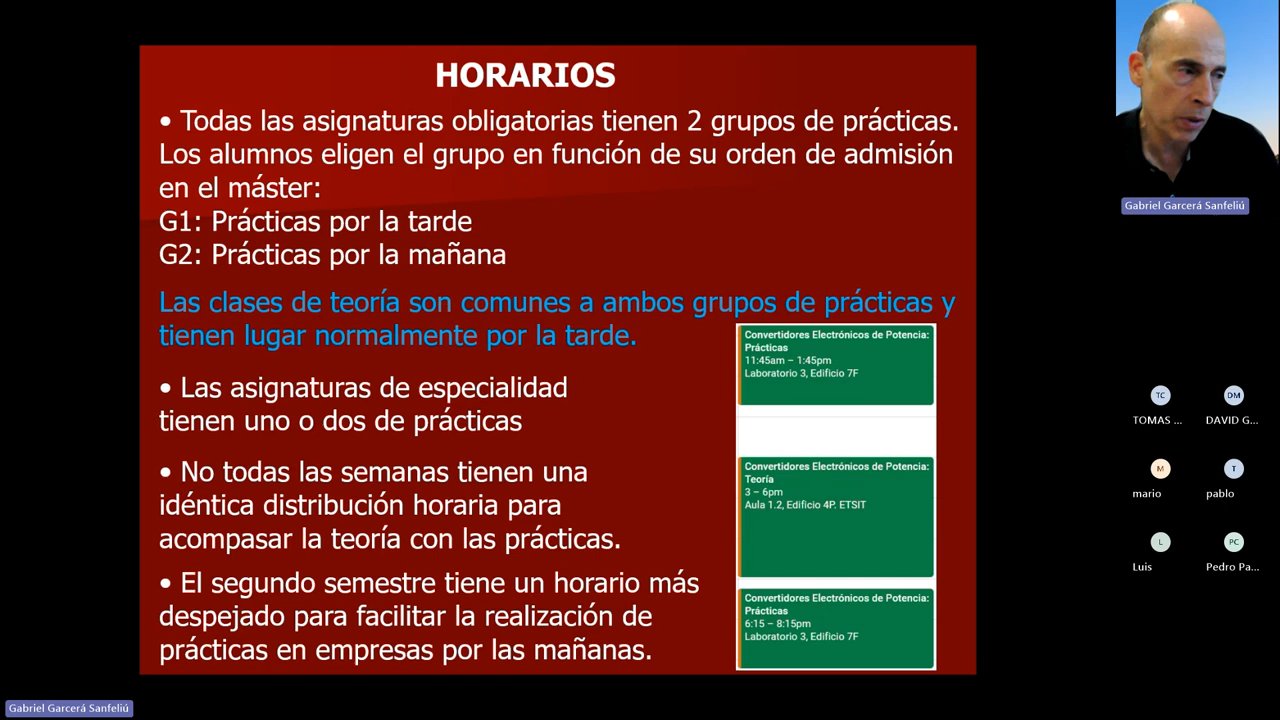 HORARIOS
• Todas las asignaturas obligatorias tienen 2 grupos de prácticas.
Los alumnos eligen el grupo en función de su orden de admisión
en el máster:
G1: Prácticas por la tarde
G2: Prácticas por la mañana
Las clases de teoría son comunes a ambos grupos de prácticas y
tienen lugar normalmente por la tarde.
• Las asignaturas de especialidad
tienen uno o dos de prácticas
• No todas las semanas tienen una
idéntica distribución horaria para
acompasar la teoría con las prácticas.
• El segundo semestre tiene un horario más
despejado para facilitar la realización de
prácticas en empresas por las mañanas.
Convertidores Electrónicos de Potencia:
Prácticas
11:45am – 1:45pm
Laboratorio 3, Edificio 7F
Convertidores Electrónicos de Potencia:
Teoría
3 – 6pm
Aula 1.2, Edificio 4P. ETSIT
Convertidores Electrónicos de Potencia:
Prácticas
6:15 – 8:15pm
Laboratorio 3, Edificio 7F
Gabriel Garcerá Sanfeliú
TC
DM
TOMAS ...
DAVID G...
M
T
mario
pablo
L
PC
Luis
Pedro Pa...
Gabriel Garcerá Sanfeliú